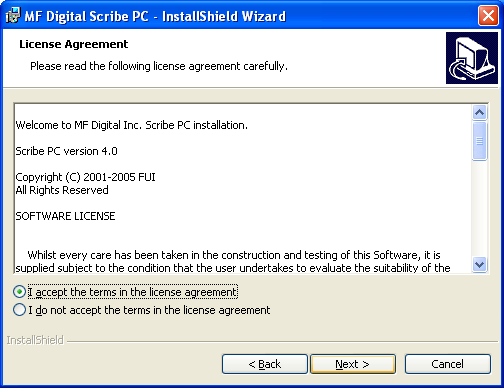 MF Digital Scribe PC - InstallShield Wizard
License Agreement
Please read the following license agreement carefully.
Welcome to MF Digital Inc. Scribe PC installation.
Scribe PC version 4.0
Copyright (C) 2001-2005 FUI
All Rights Reserved
SOFTWARE LICENSE
Whilst every care has been taken in the construction and testing of this Software, it is
supplied subject to the condition that the user undertakes to evaluate the suitability of the
I accept the terms in the license agreement
I do not accept the terms in the license agreement
InstallShield
< Back
Next >
Cancel